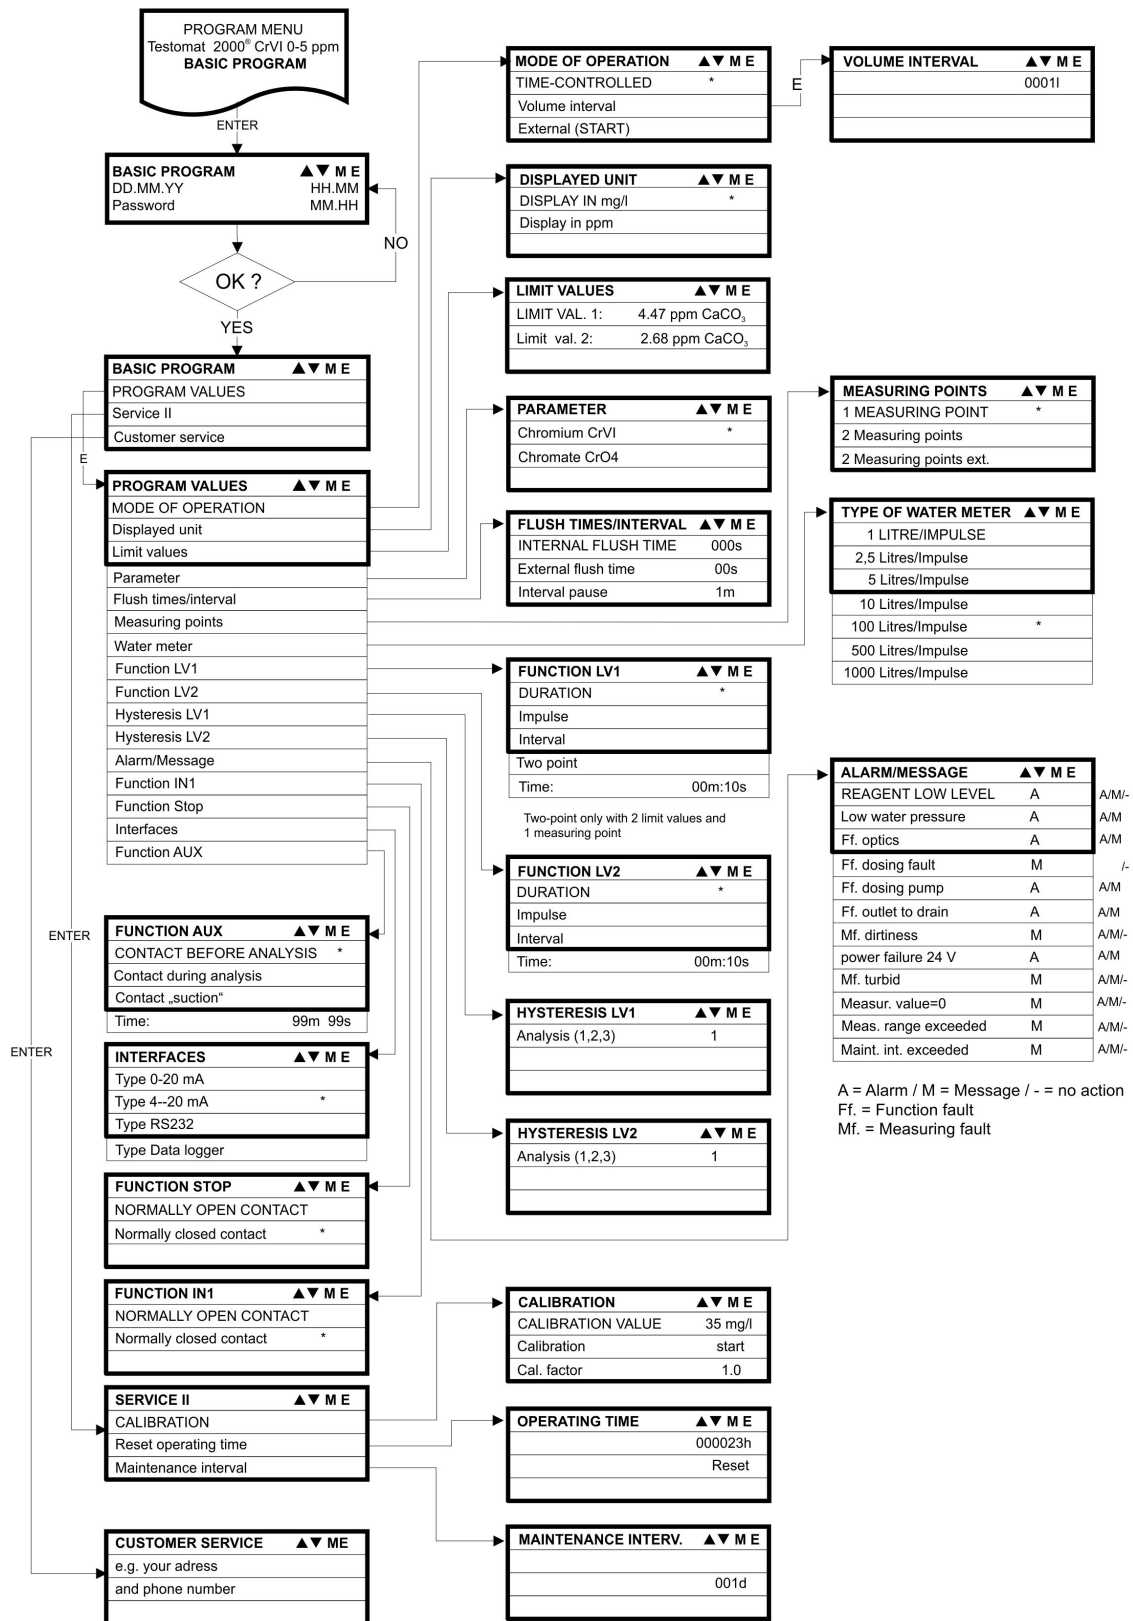 PROGRAM MENU
Testomat 2000® CrVI 0-5 ppm
BASIC PROGRAM
ENTER
BASIC PROGRAM ▲▼ M E
DD.MM.YY HH.MM
Password MM.HH
NO
OK ?
YES
BASIC PROGRAM ▲▼ M E
PROGRAM VALUES
Service II
Customer service
E
PROGRAM VALUES ▲▼ M E
MODE OF OPERATION
Displayed unit
Limit values
Parameter
Flush times/interval
Measuring points
Water meter
Function LV1
Function LV2
Hysteresis LV1
Hysteresis LV2
Alarm/Message
Function IN1
Function Stop
Interfaces
Function AUX
ENTER
ENTER
FUNCTION AUX ▲▼ M E
CONTACT BEFORE ANALYSIS *
Contact during analysis
Contact „suction“
Time: 99m 99s
INTERFACES ▲▼ M E
Type 0-20 mA
Type 4--20 mA *
Type RS232
Type Data logger
FUNCTION STOP ▲▼ M E
NORMALLY OPEN CONTACT
Normally closed contact *
FUNCTION IN1 ▲▼ M E
NORMALLY OPEN CONTACT
Normally closed contact *
SERVICE II ▲▼ M E
CALIBRATION
Reset operating time
Maintenance interval
CUSTOMER SERVICE ▲▼ ME
e.g. your adress
and phone number
MODE OF OPERATION ▲▼ M E
TIME-CONTROLLED *
Volume interval
External (START)
E
VOLUME INTERVAL ▲▼ M E
0001l
DISPLAYED UNIT ▲▼ M E
DISPLAY IN mg/l *
Display in ppm
LIMIT VALUES ▲▼ M E
LIMIT VAL. 1: 4.47 ppm CaCO₃
Limit val. 2: 2.68 ppm CaCO₃
PARAMETER ▲▼ M E
Chromium CrVI *
Chromate CrO4
FLUSH TIMES/INTERVAL ▲▼ M E
INTERNAL FLUSH TIME 000s
External flush time 00s
Interval pause 1m
MEASURING POINTS ▲▼ M E
1 MEASURING POINT *
2 Measuring points
2 Measuring points ext.
TYPE OF WATER METER ▲▼ M E
1 LITRE/IMPULSE
2,5 Litres/Impulse
5 Litres/Impulse
10 Litres/Impulse
100 Litres/Impulse *
500 Litres/Impulse
1000 Litres/Impulse
FUNCTION LV1 ▲▼ M E
DURATION *
Impulse
Interval
Two point
Time: 00m:10s
Two-point only with 2 limit values and
1 measuring point
FUNCTION LV2 ▲▼ M E
DURATION *
Impulse
Interval
Time: 00m:10s
HYSTERESIS LV1 ▲▼ M E
Analysis (1,2,3) 1
HYSTERESIS LV2 ▲▼ M E
Analysis (1,2,3) 1
ALARM/MESSAGE ▲▼ M E
REAGENT LOW LEVEL A A/M/-
Low water pressure A A/M
Ff. optics A A/M
Ff. dosing fault M /-
Ff. dosing pump A A/M
Ff. outlet to drain A A/M
Mf. dirtiness M A/M/-
power failure 24 V A A/M
Mf. turbid M A/M/-
Measur. value=0 M A/M/-
Meas. range exceeded M A/M/-
Maint. int. exceeded M A/M/-
A = Alarm / M = Message / - = no action
Ff. = Function fault
Mf. = Measuring fault
CALIBRATION ▲▼ M E
CALIBRATION VALUE 35 mg/l
Calibration start
Cal. factor 1.0
OPERATING TIME ▲▼ M E
000023h
Reset
MAINTENANCE INTERV. ▲▼ M E
001d